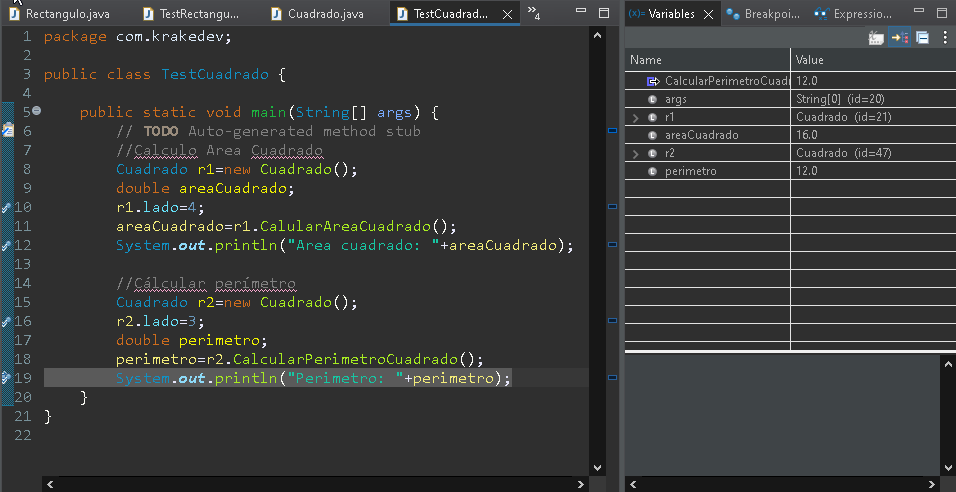 Rectangulo.java TestRectangu... Cuadrado.java TestCuadrad... 4
1 package com.krakedev;
2
3 public class TestCuadrado {
4
5 public static void main(String[] args) {
6 // TODO Auto-generated method stub
7 //Calculo Area Cuadrado
8 Cuadrado r1=new Cuadrado();
9 double areaCuadrado;
10 r1.lado=4;
11 areaCuadrado=r1.CalularAreaCuadrado();
12 System.out.println("Area cuadrado: "+areaCuadrado);
13
14 //Cálcular perímetro
15 Cuadrado r2=new Cuadrado();
16 r2.lado=3;
17 double perimetro;
18 perimetro=r2.CalcularPerimetroCuadrado();
19 System.out.println("Perimetro: "+perimetro);
20 }
21 }
22
(x)= Variables Breakpoi... Expressio...
Name Value
CalcularPerimetroCuadr 12.0
args String[0] (id=20)
r1 Cuadrado (id=21)
areaCuadrado 16.0
r2 Cuadrado (id=47)
perimetro 12.0